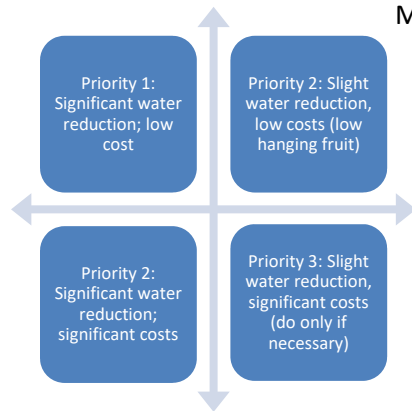 M
Priority 1:
Significant water
reduction; low
cost
Priority 2: Slight
water reduction,
low costs (low
hanging fruit)
Priority 2:
Significant water
reduction;
significant costs
Priority 3: Slight
water reduction,
significant costs
(do only if
necessary)